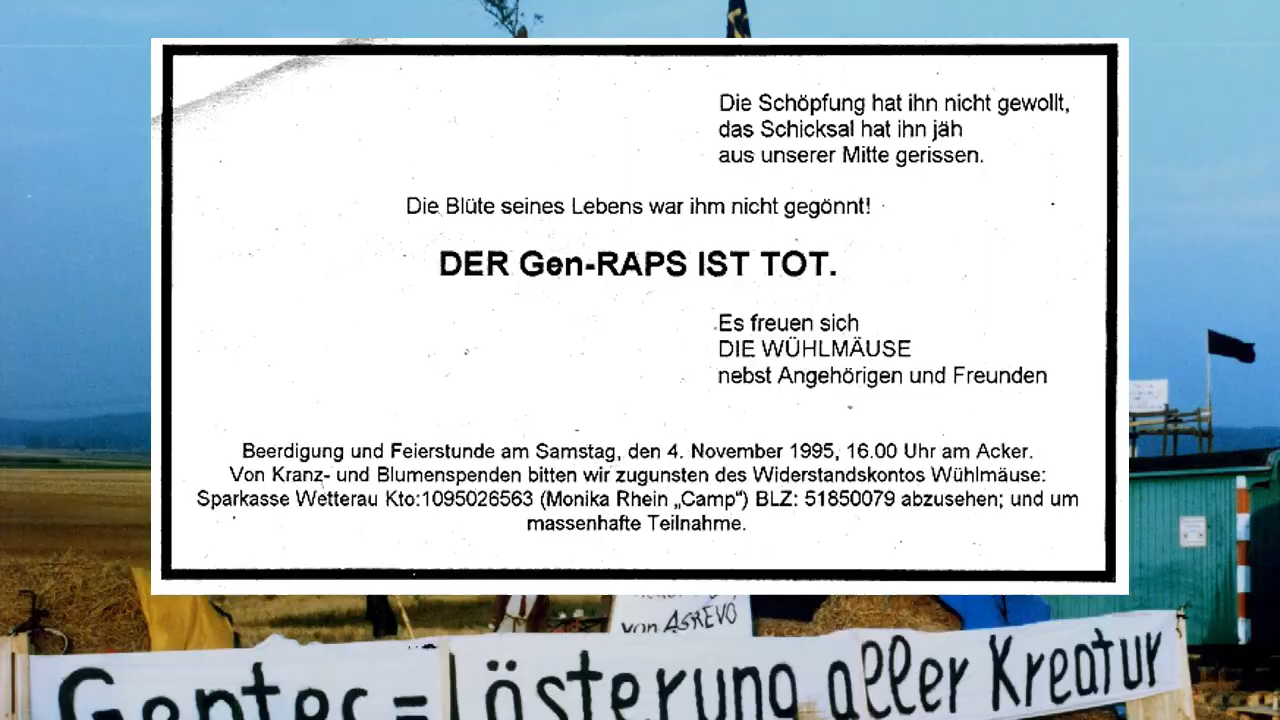 Die Schöpfung hat ihn nicht gewollt,
das Schicksal hat ihn jäh
aus unserer Mitte gerissen.
Die Blüte seines Lebens war ihm nicht gegönnt!
DER Gen-RAPS IST TOT.
Es freuen sich
DIE WÜHLMÄUSE
nebst Angehörigen und Freunden
Beerdigung und Feierstunde am Samstag, den 4. November 1995, 16.00 Uhr am Acker.
Von Kranz- und Blumenspenden bitten wir zugunsten des Widerstandskontos Wühlmäuse:
Sparkasse Wetterau Kto:1095026563 (Monika Rhein „Camp“) BLZ: 51850079 abzusehen; und um
massenhafte Teilnahme.
von AGREVO
Gentec = Lösterung aller Kreatur